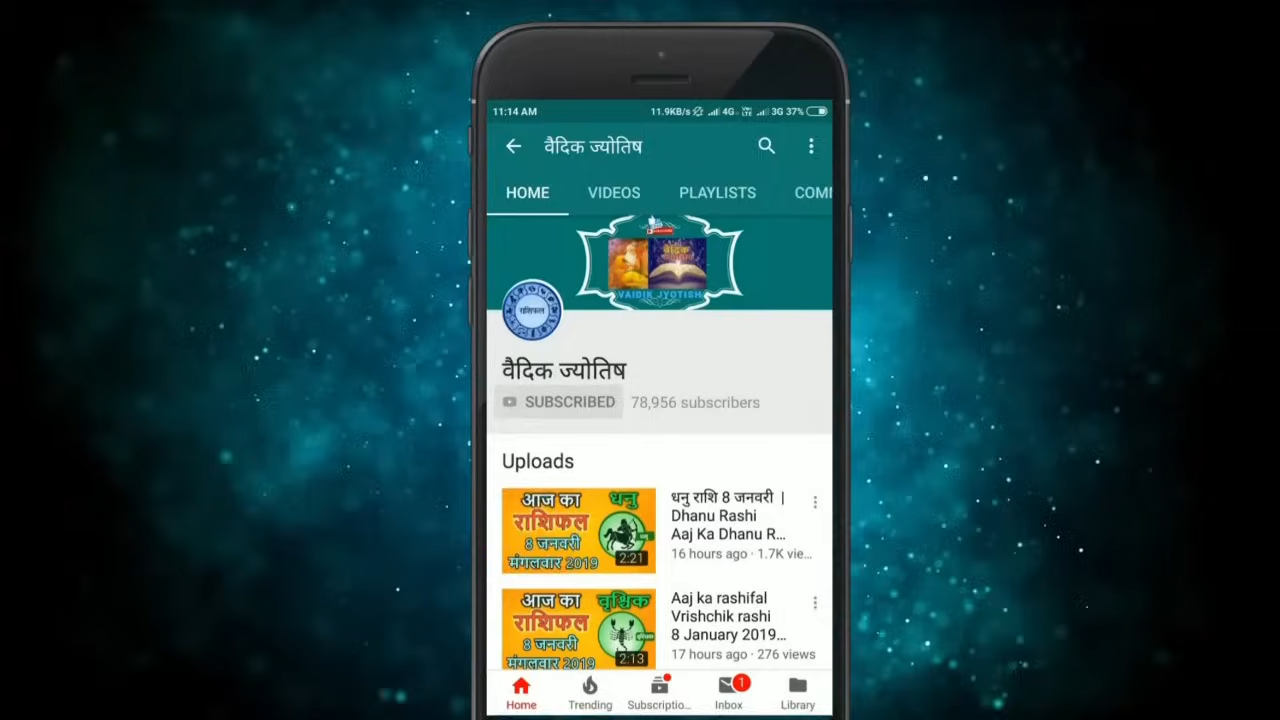 11:14 AM
11.9KB/s 4G VoLTE 3G 37%
वैदिक ज्योतिष
HOME VIDEOS PLAYLISTS COMM
वैदिक
VAIDIK JYOTISH
राशिफल
वैदिक ज्योतिष
SUBSCRIBED 78,956 subscribers
Uploads
आज का धनु
राशिफल
8 जनवरी
मंगलवार 2019
2:21
धनु राशि 8 जनवरी |
Dhanu Rashi
Aaj Ka Dhanu R...
16 hours ago · 1.7K vie...
आज का वृश्चिक
राशिफल
8 जनवरी
मंगलवार 2019
2:13
Aaj ka rashifal
Vrishchik rashi
8 January 2019...
17 hours ago · 276 views
1
Home Trending Subscriptio... Inbox Library